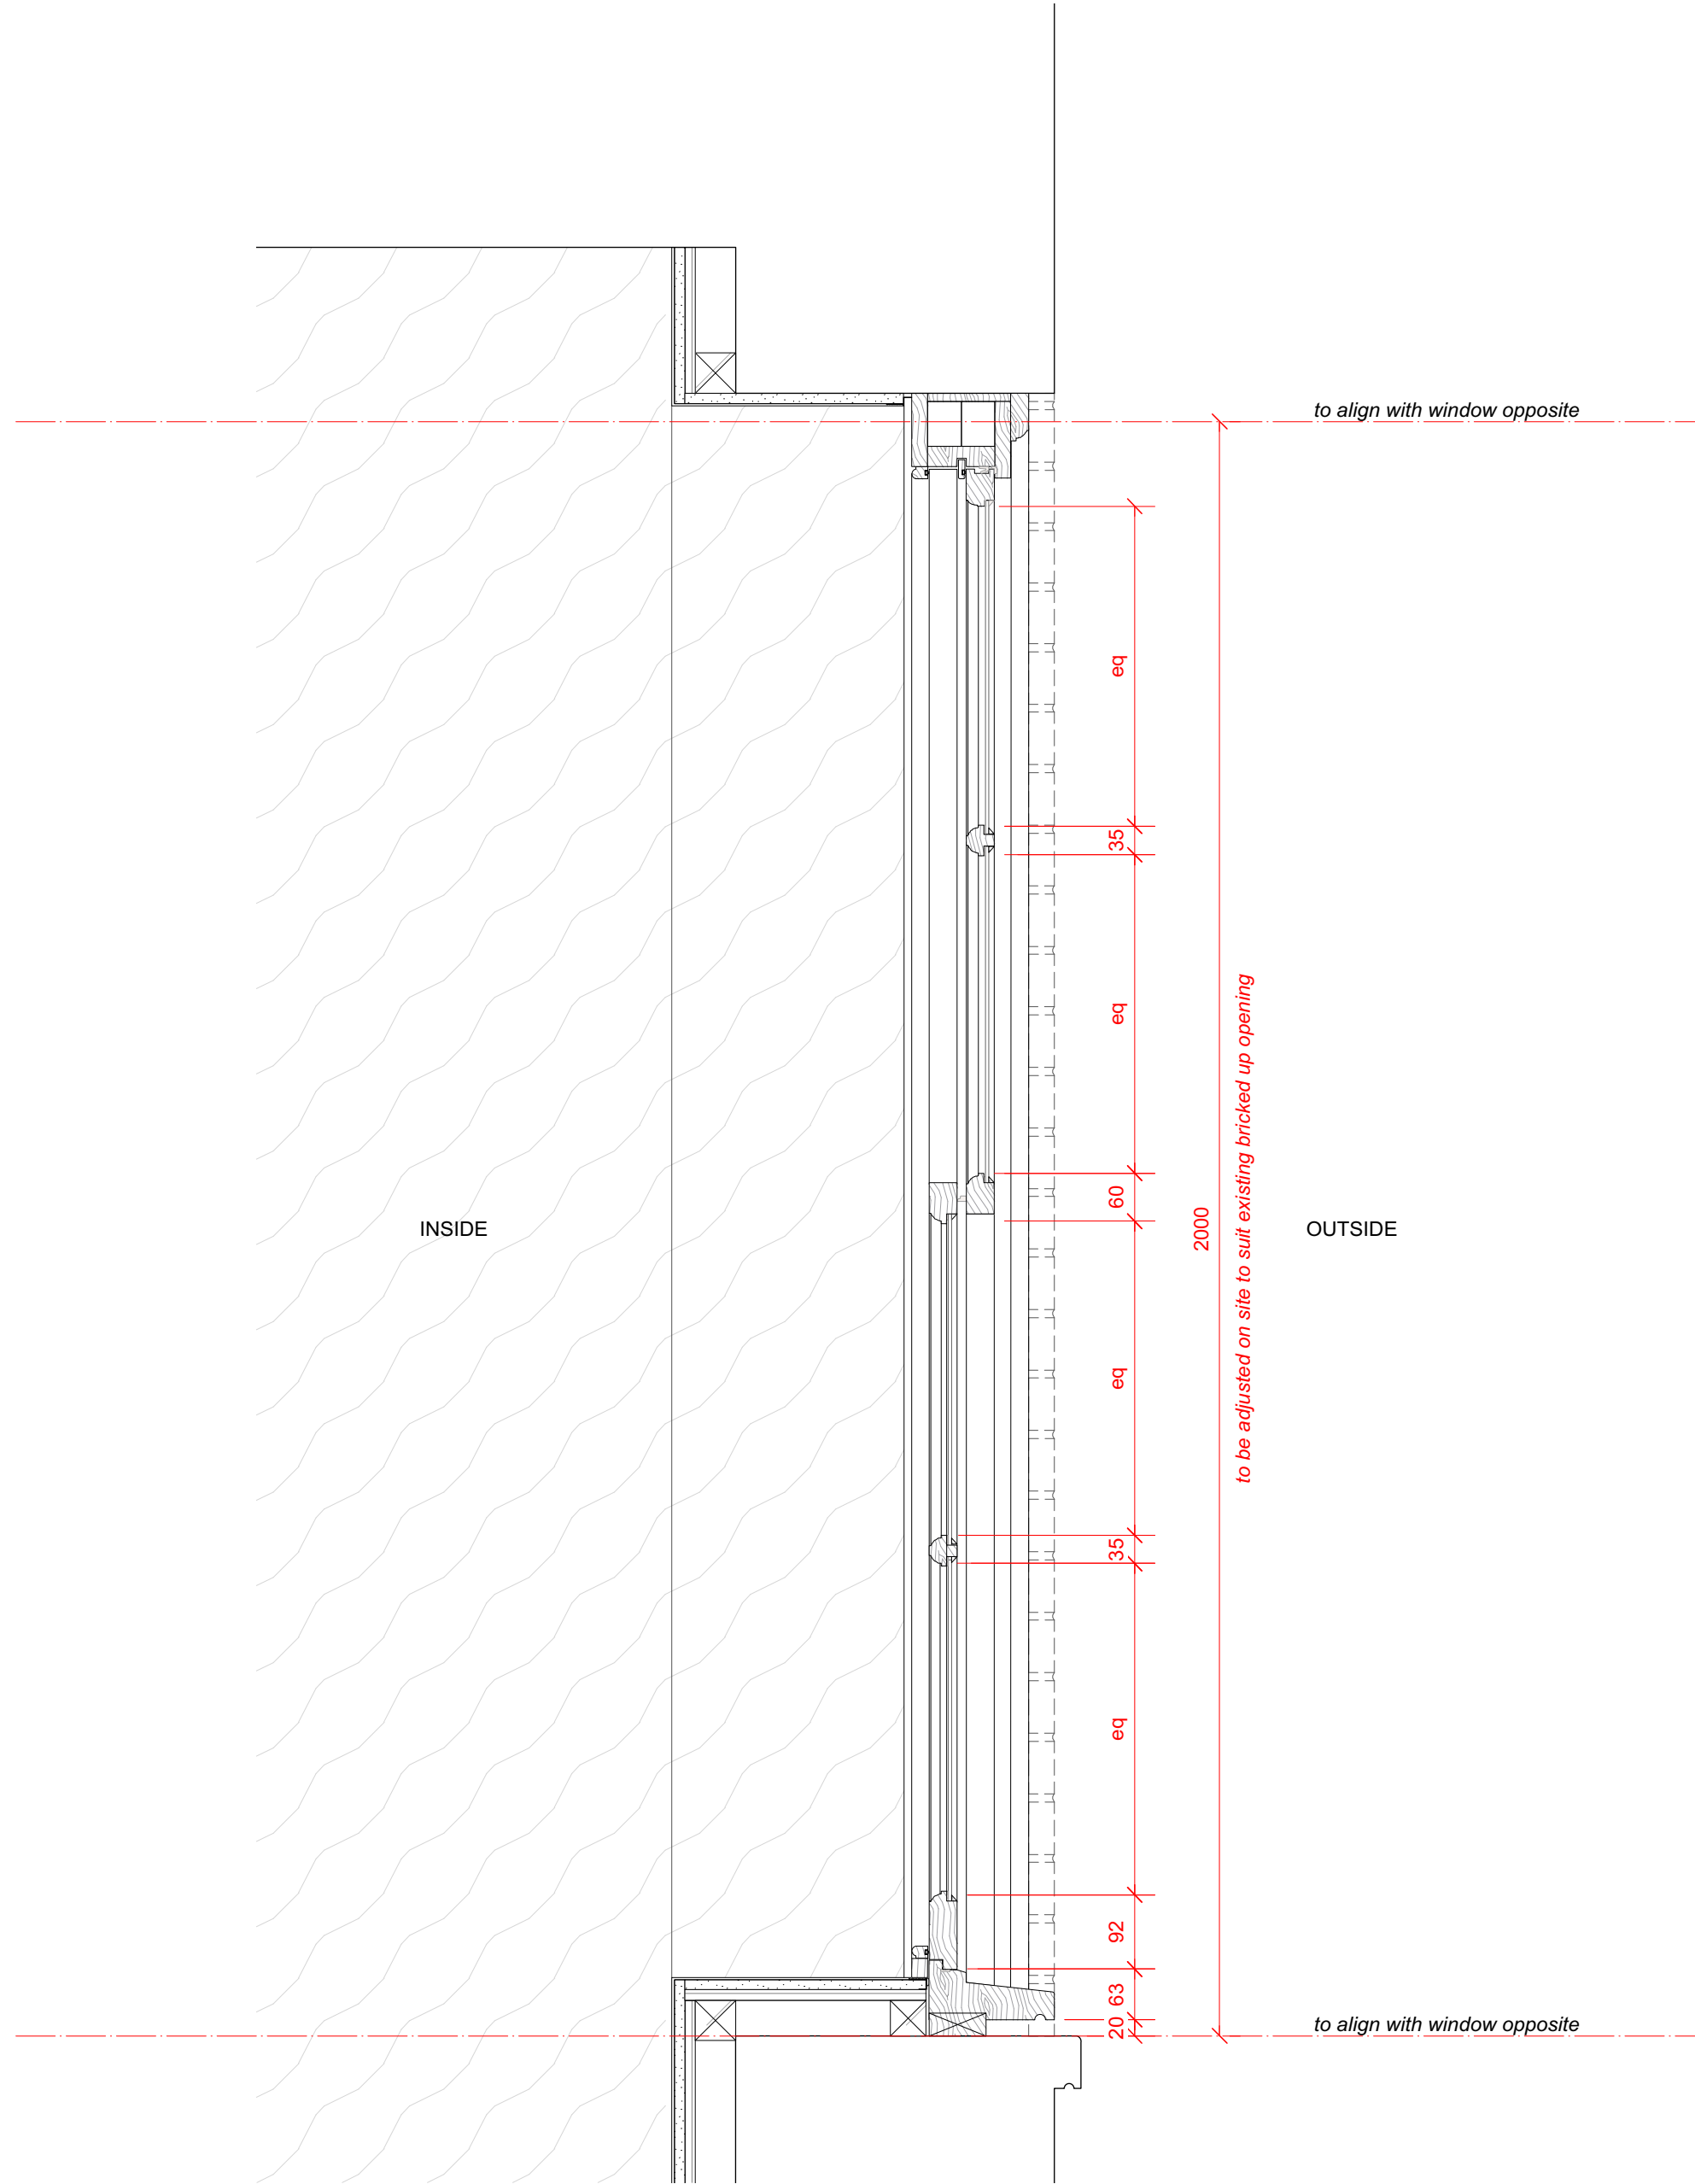 to align with window opposite
eq
35
eq
60
INSIDE
2000
to be adjusted on site to suit existing bricked up opening
OUTSIDE
eq
35
eq
92
63
20
to align with window opposite